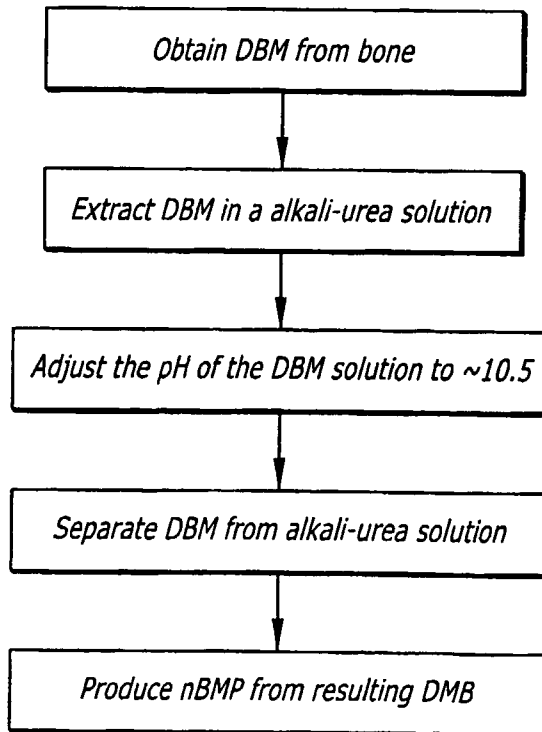 Obtain DBM from bone
Extract DBM in a alkali-urea solution
Adjust the pH of the DBM solution to ~10.5
Separate DBM from alkali-urea solution
Produce nBMP from resulting DMB